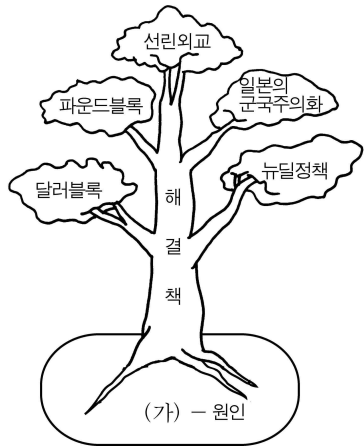 선린외교
파운드블록
일본의
군국주의화
달러블록
뉴딜정책
해
결
책
(가) - 원인